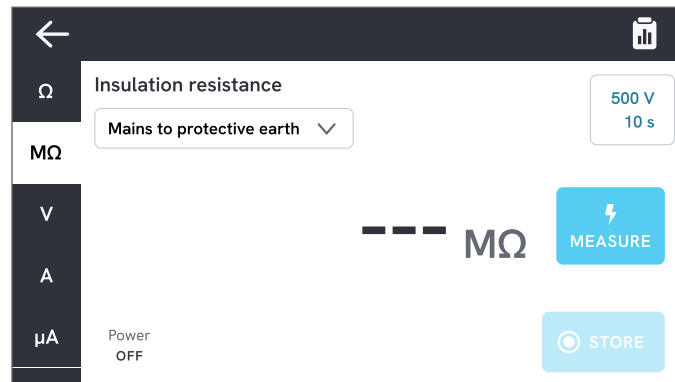 Ω
Insulation resistance
500 V
10 s
Mains to protective earth
MΩ
V
--- MΩ
MEASURE
A
μA
Power
OFF
STORE